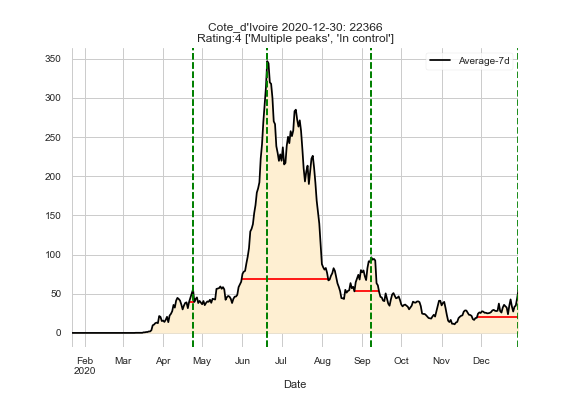 Cote_d'Ivoire 2020-12-30: 22366
Rating:4 ['Multiple peaks', 'In control']
Average-7d
350
300
250
200
150
100
50
0
Feb Mar Apr May Jun Jul Aug Sep Oct Nov Dec
2020
Date